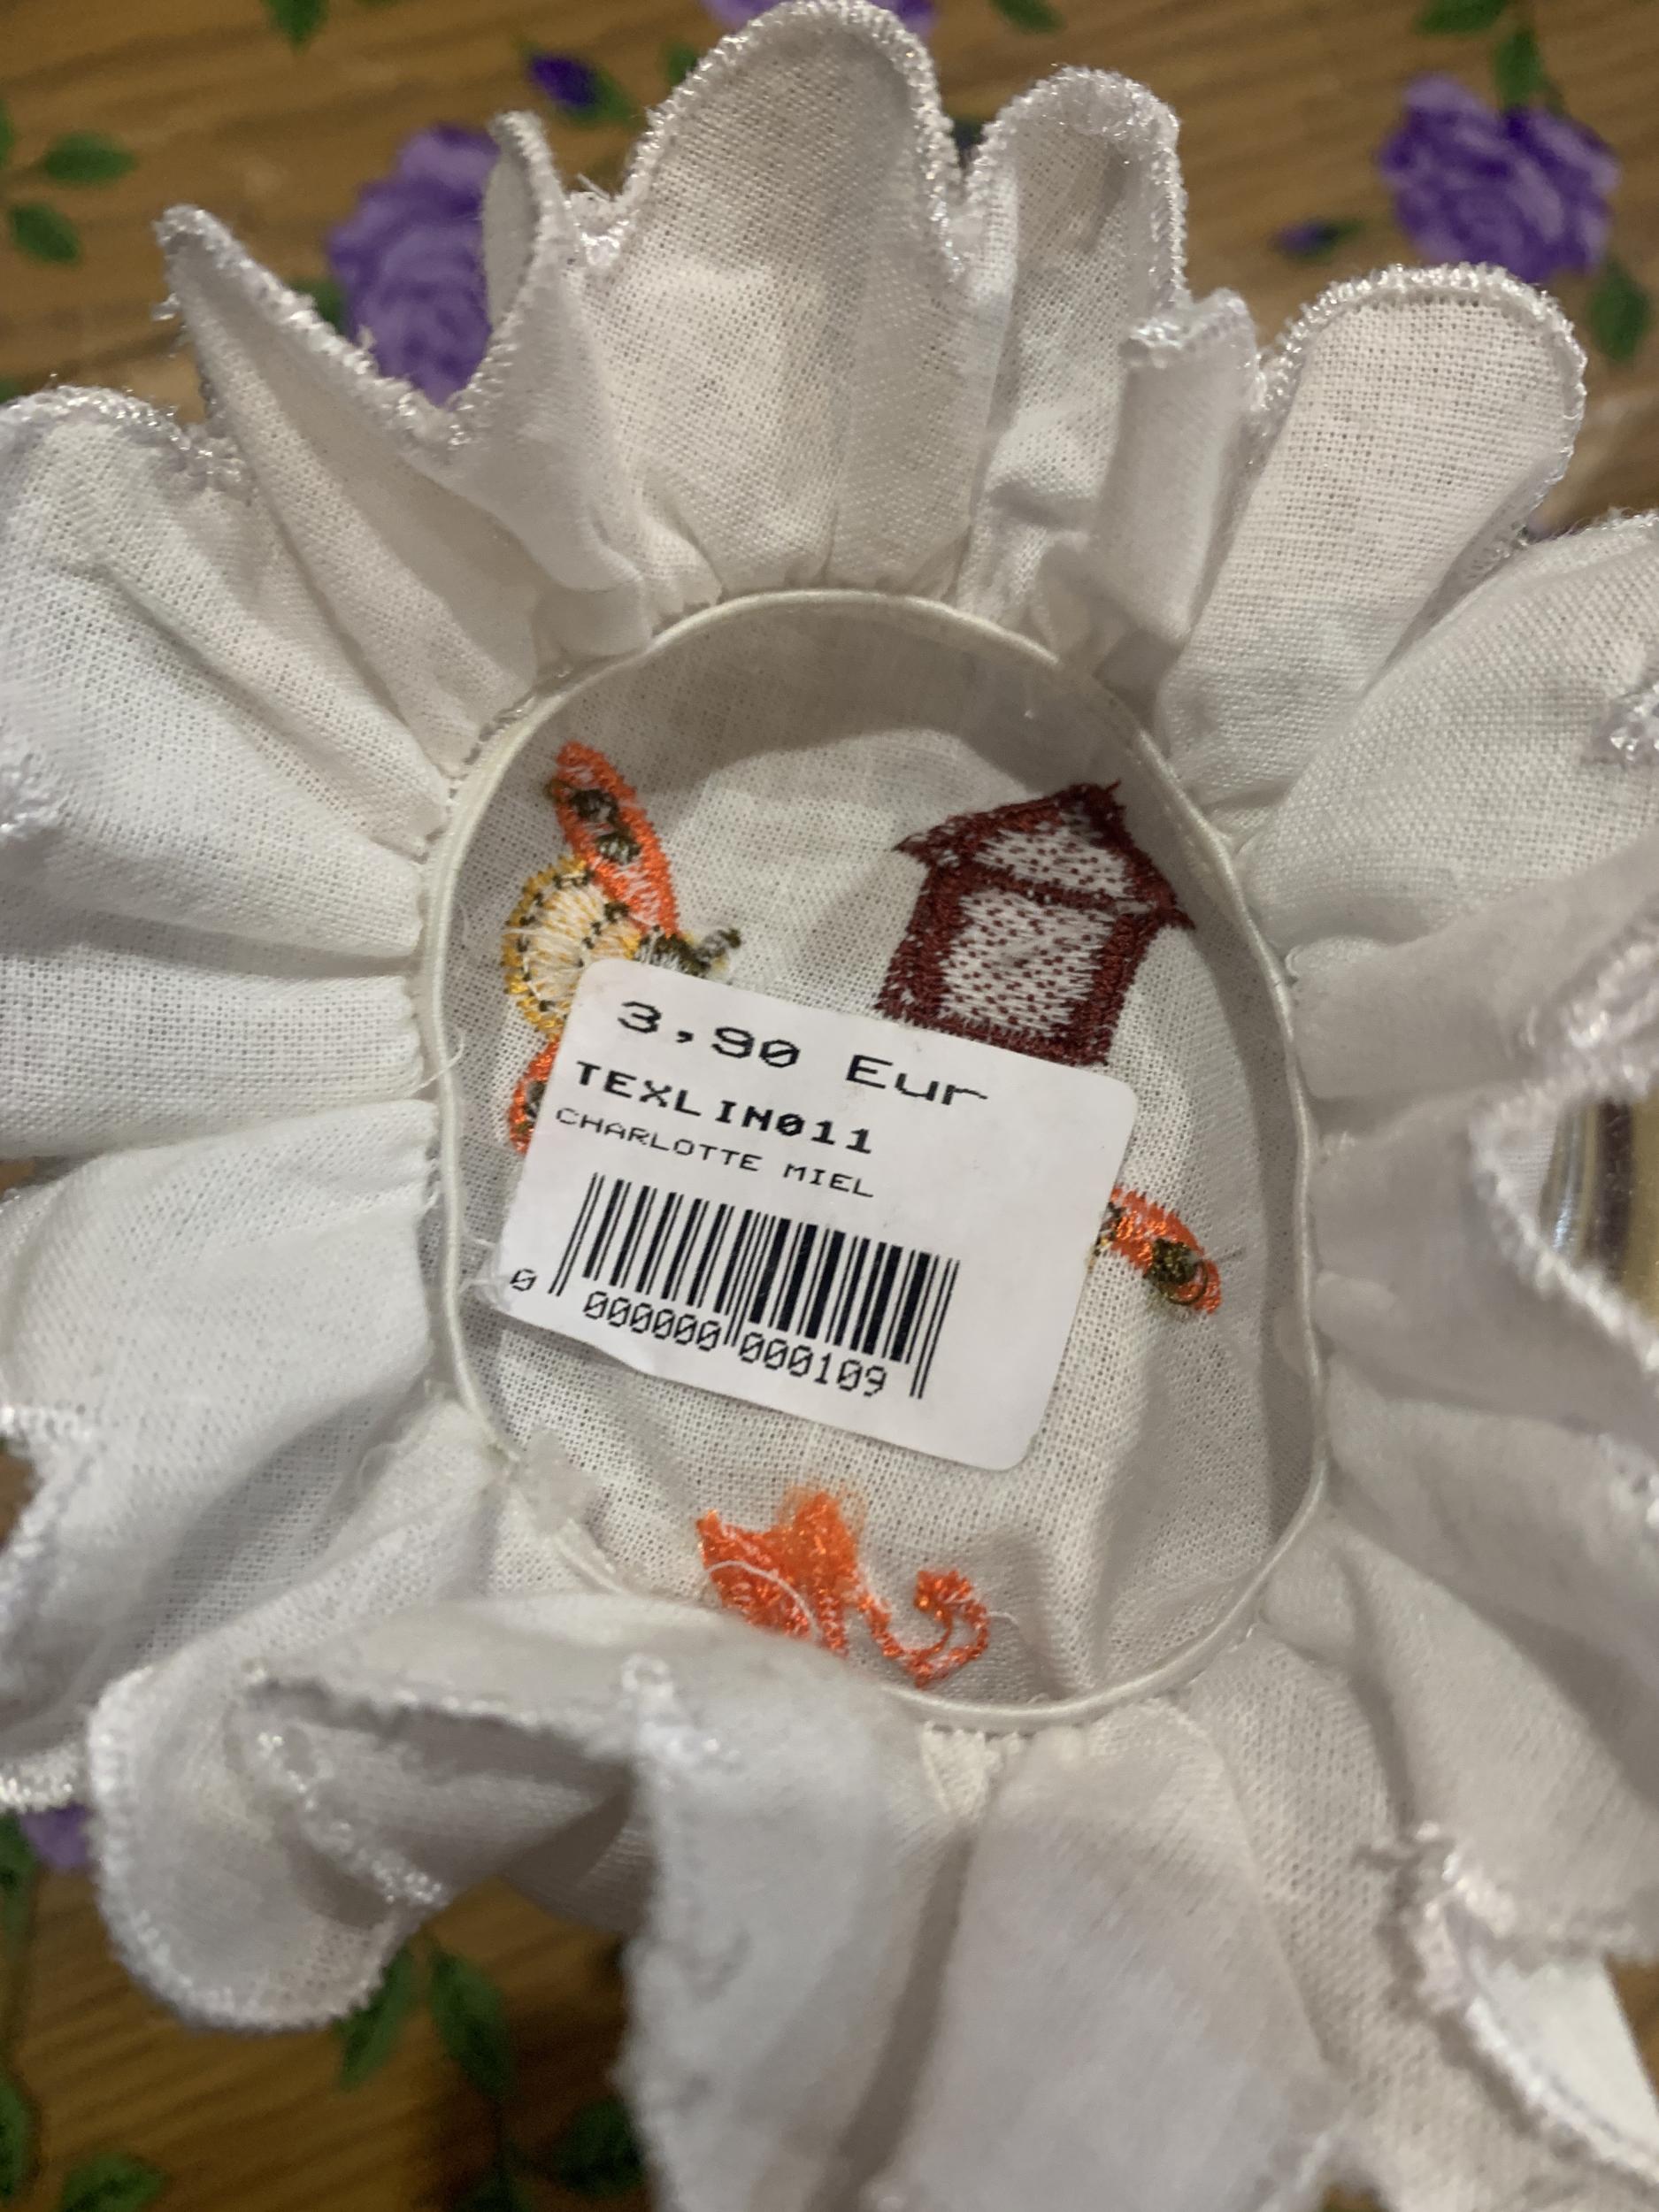 3,90 Eur
TEXLIN011
CHARLOTTE MIEL
0 000000 000109